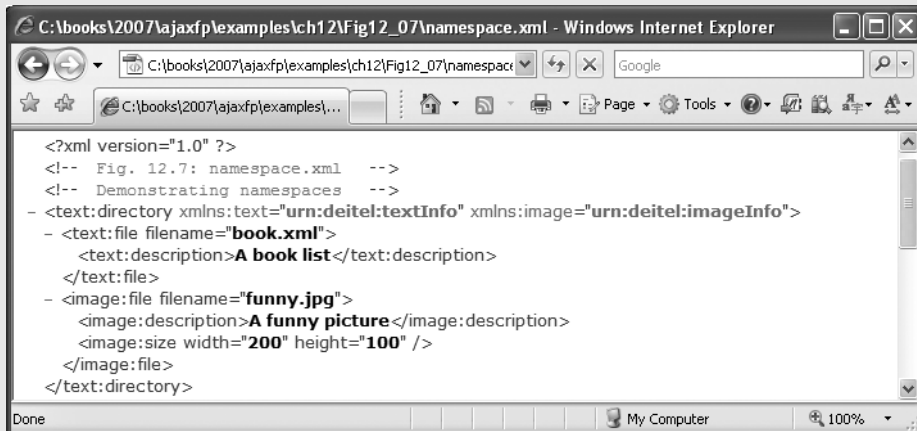 C:\books\2007\ajaxfp\examples\ch12\Fig12_07\namespace.xml - Windows Internet Explorer
C:\books\2007\ajaxfp\examples\ch12\Fig12_07\namespace
Google
C:\books\2007\ajaxfp\examples\...
Page
Tools
<?xml version="1.0" ?>
<!-- Fig. 12.7: namespace.xml -->
<!-- Demonstrating namespaces -->
- <text:directory xmlns:text="urn:deitel:textInfo" xmlns:image="urn:deitel:imageInfo">
- <text:file filename="book.xml">
<text:description>A book list</text:description>
</text:file>
- <image:file filename="funny.jpg">
<image:description>A funny picture</image:description>
<image:size width="200" height="100" />
</image:file>
</text:directory>
Done
My Computer
100%